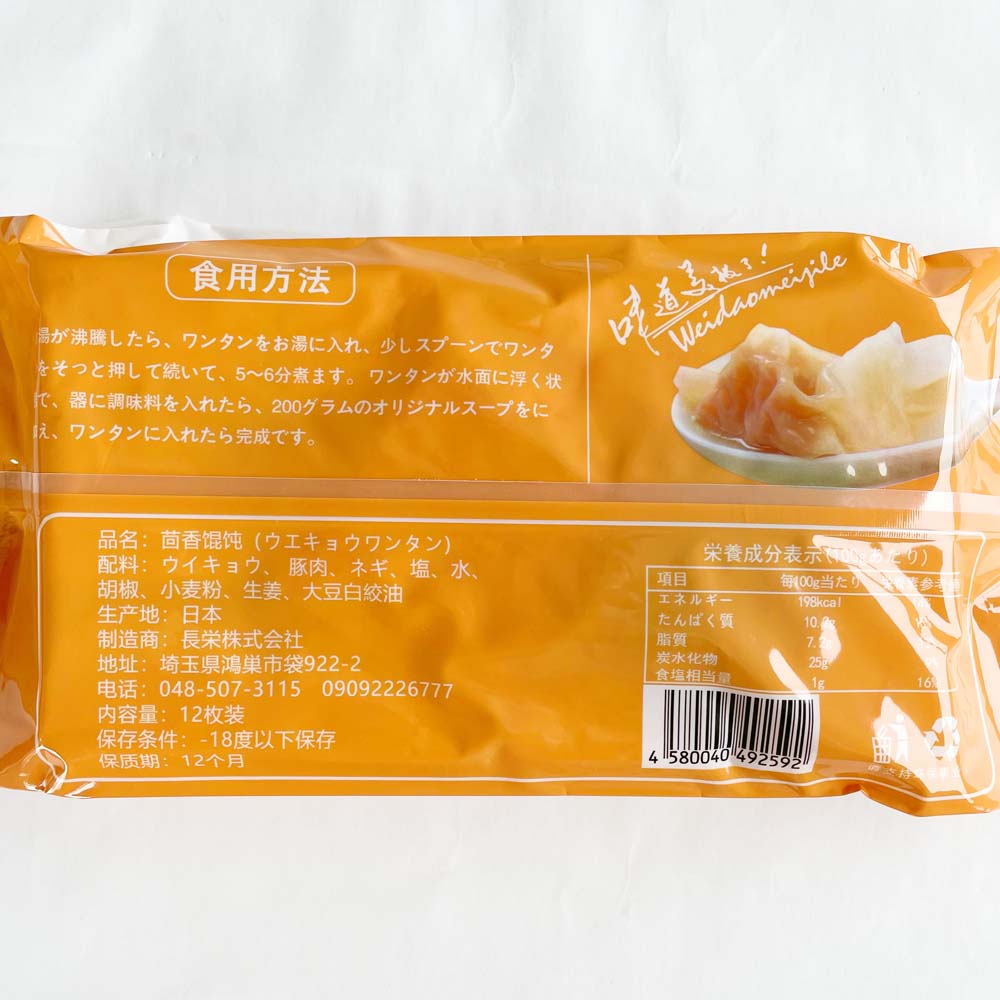 食用方法
湯が沸騰したら、ワンタンをお湯に入れ、少しスプーンでワンタ
をそっと押して続いて、5～6分煮ます。ワンタンが水面に浮く状
で、器に調味料を入れたら、200グラムのオリジナルスープをに
え、ワンタンに入れたら完成です。
味道美极了!
Weidaomeijile
品名：茴香馄饨（ウエキョウワンタン）
配料：ウイキョウ、豚肉、ネギ、塩、水、
胡椒、小麦粉、生姜、大豆白絞油
生产地：日本
制造商：長栄株式会社
地址：埼玉県鴻巣市袋922-2
电话：048-507-3115 09092226777
内容量：12枚装
保存条件：-18度以下保存
保质期：12个月
栄養成分表示（100gあたり）
項目 每100g当たり
エネルギー 198kcal
たんぱく質
脂質
炭水化物 25g
食塩相当量 1g 16%
4 580040 492592